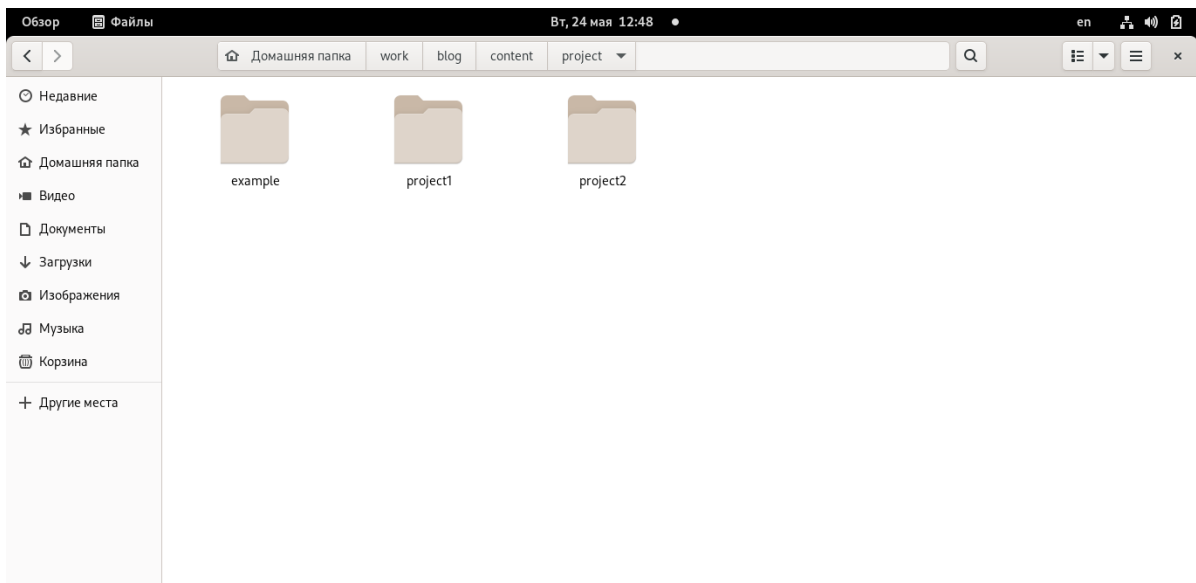 Обзор Файлы Вт, 24 мая 12:48 en
Домашняя папка work blog content project
Недавние
Избранные
Домашняя папка
Видео
Документы
Загрузки
Изображения
Музыка
Корзина
Другие места
example project1 project2